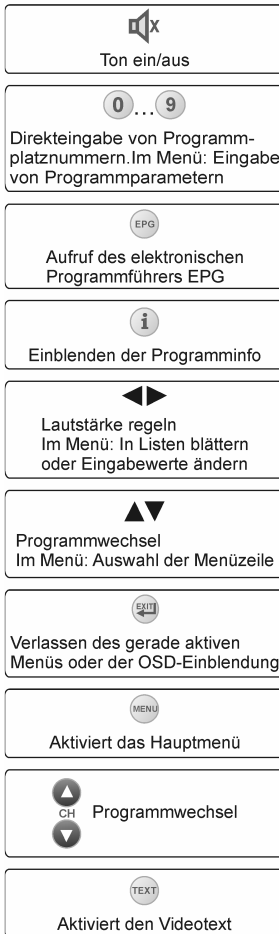 Ton ein/aus
0...9
Direkteingabe von Programm-
platznummern.Im Menü: Eingabe
von Programmparametern
EPG
Aufruf des elektronischen
Programmführers EPG
i
Einblenden der Programminfo
Lautstärke regeln
Im Menü: In Listen blättern
oder Eingabewerte ändern
Programmwechsel
Im Menü: Auswahl der Menüzeile
EXIT
Verlassen des gerade aktiven
Menüs oder der OSD-Einblendung
MENU
Aktiviert das Hauptmenü
CH Programmwechsel
TEXT
Aktiviert den Videotext